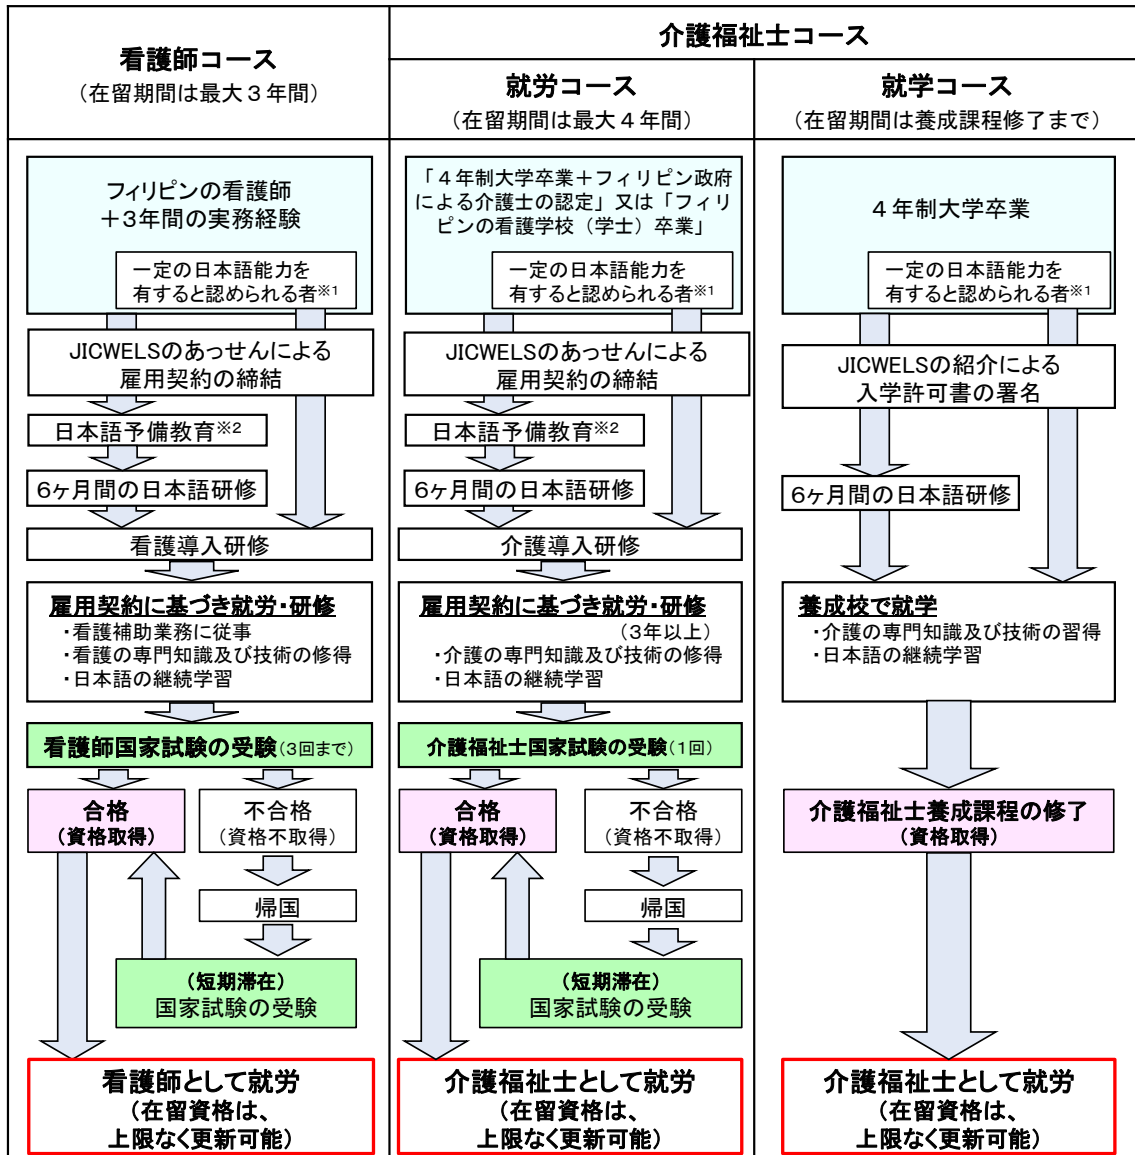 看護師コース
（在留期間は最大３年間）
介護福祉士コース
就労コース
（在留期間は最大４年間）
就学コース
（在留期間は養成課程修了まで）
フィリピンの看護師
＋3年間の実務経験
一定の日本語能力を
有すると認められる者※1
JICWELSのあっせんによる
雇用契約の締結
日本語予備教育※2
6ヶ月間の日本語研修
看護導入研修
雇用契約に基づき就労・研修
・看護補助業務に従事
・看護の専門知識及び技術の修得
・日本語の継続学習
看護師国家試験の受験（3回まで）
合格
（資格取得）
不合格
（資格不取得）
帰国
（短期滞在）
国家試験の受験
看護師として就労
（在留資格は、
上限なく更新可能）
「４年制大学卒業＋フィリピン政府
による介護士の認定」又は「フィリ
ピンの看護学校（学士）卒業」
一定の日本語能力を
有すると認められる者※1
JICWELSのあっせんによる
雇用契約の締結
日本語予備教育※2
6ヶ月間の日本語研修
介護導入研修
雇用契約に基づき就労・研修
（3年以上）
・介護の専門知識及び技術の修得
・日本語の継続学習
介護福祉士国家試験の受験（1回）
合格
（資格取得）
不合格
（資格不取得）
帰国
（短期滞在）
国家試験の受験
介護福祉士として就労
（在留資格は、
上限なく更新可能）
４年制大学卒業
一定の日本語能力を
有すると認められる者※1
JICWELSの紹介による
入学許可書の署名
6ヶ月間の日本語研修
養成校で就学
・介護の専門知識及び技術の習得
・日本語の継続学習
介護福祉士養成課程の修了
（資格取得）
介護福祉士として就労
（在留資格は、
上限なく更新可能）